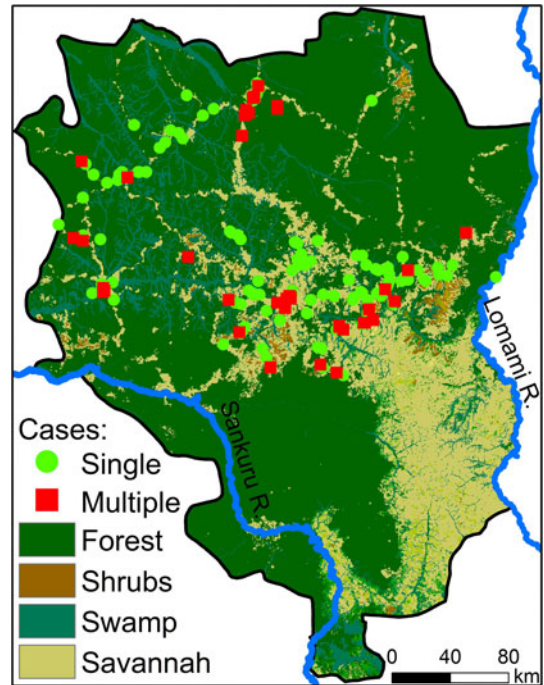 Lomami R.
Sankuru R.
Cases:
Single
Multiple
Forest
Shrubs
Swamp
Savannah
0 40 80
km